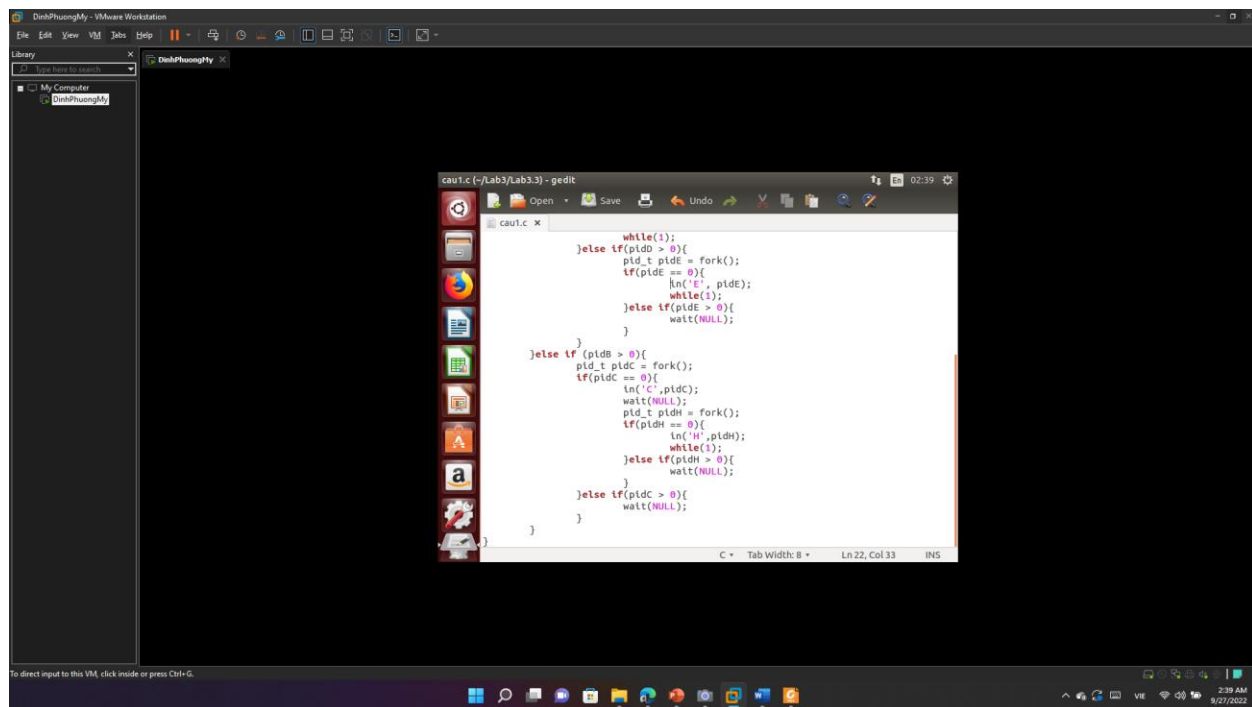 DinhPhuongMy - VMware Workstation
File Edit View VM Tabs Help
Library
DinhPhuongMy
Type here to search
My Computer
DinhPhuongMy
cau1.c (~/Lab3/Lab3.3) - gedit
En 02:39
Open Save Undo
cau1.c
while(1);
}else if(pidD > 0){
pid_t pidE = fork();
if(pidE == 0){
in('E', pidE);
while(1);
}else if(pidE > 0){
wait(NULL);
}
}
}else if (pidB > 0){
pid_t pidC = fork();
if(pidC == 0){
in('C',pidC);
wait(NULL);
pid_t pidH = fork();
if(pidH == 0){
in('H',pidH);
while(1);
}else if(pidH > 0){
wait(NULL);
}
}else if(pidC > 0){
wait(NULL);
}
}
}
C Tab Width: 8 Ln 22, Col 33 INS
To direct input to this VM, click inside or press Ctrl+G.
VIE
2:39 AM
9/27/2022